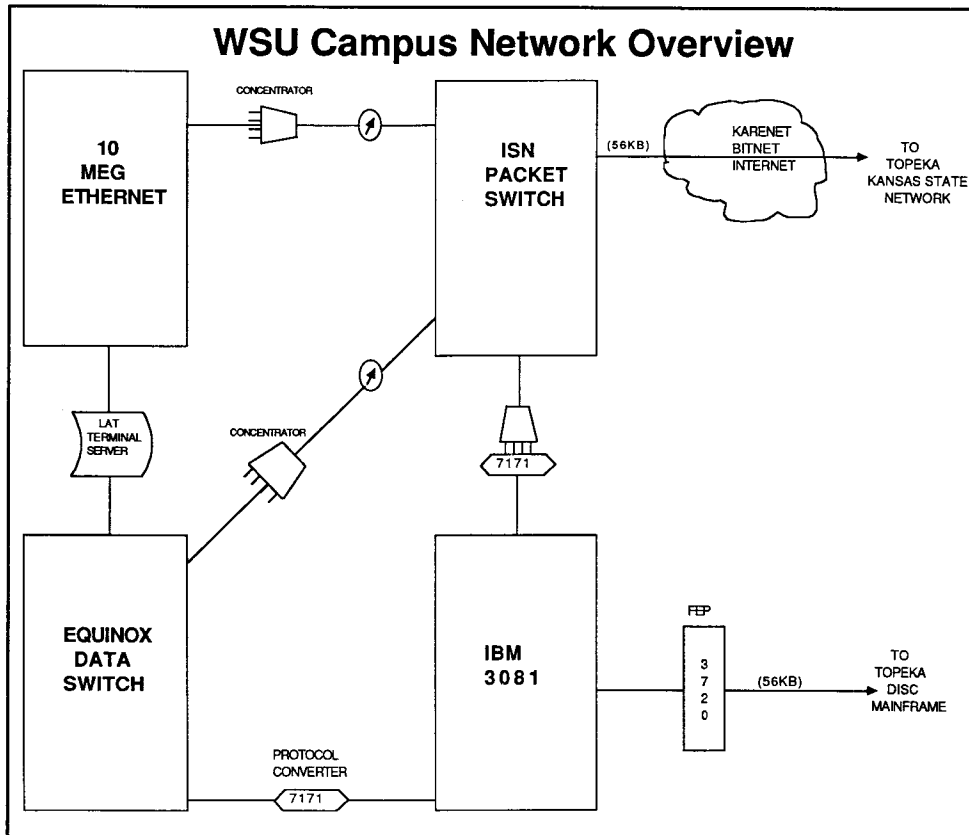 WSU Campus Network Overview
CONCENTRATOR
10
MEG
ETHERNET
ISN
PACKET
SWITCH
(56KB)
KARENET
BITNET
INTERNET
TO
TOPEKA
KANSAS STATE
NETWORK
LAT
TERMINAL
SERVER
CONCENTRATOR
7171
EQUINOX
DATA
SWITCH
IBM
3081
FEP
3
7
2
0
(56KB)
TO
TOPEKA
DISC
MAINFRAME
PROTOCOL
CONVERTER
7171